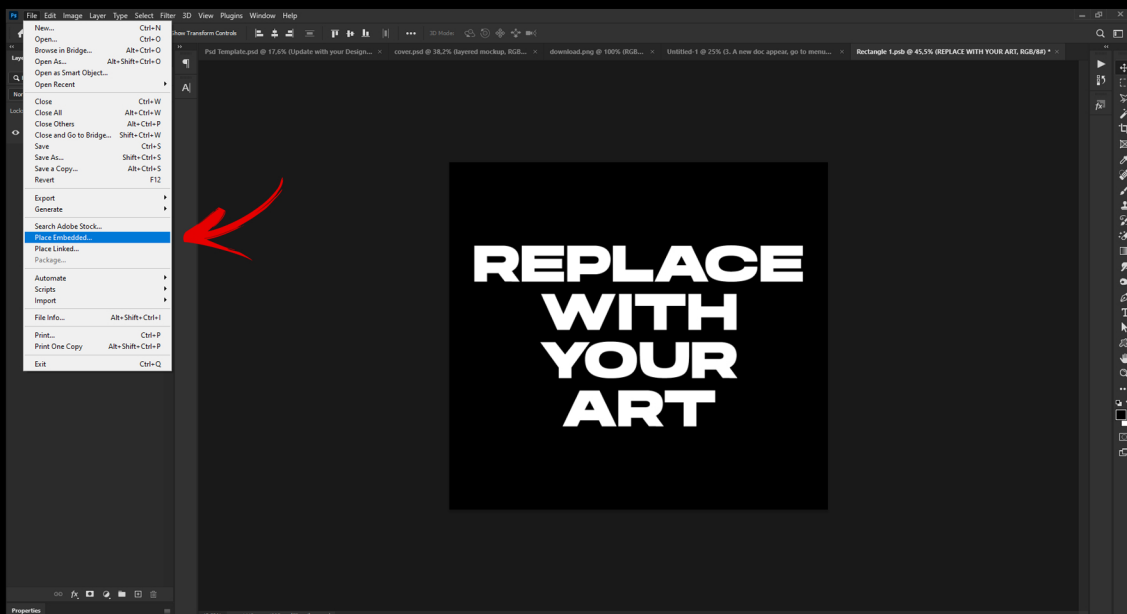 Ps File Edit Image Layer Type Select Filter 3D View Plugins Window Help
Show Transform Controls 3D Mode:
Psd Template.psd @ 17,6% (Update with your Design... × cover.psd @ 38,2% (layered mockup, RGB... × download.png @ 100% (RGB... × Untitled-1 @ 25% (3. A new doc appear, go to menu... × Rectangle 1.psb @ 45,5% (REPLACE WITH YOUR ART, RGB/8#) * ×
New... Ctrl+N
Open... Ctrl+O
Browse in Bridge... Alt+Ctrl+O
Open As... Alt+Shift+Ctrl+O
Open as Smart Object...
Open Recent
Close Ctrl+W
Close All Alt+Ctrl+W
Close Others Alt+Ctrl+P
Close and Go to Bridge... Shift+Ctrl+W
Save Ctrl+S
Save As... Shift+Ctrl+S
Save a Copy... Alt+Ctrl+S
Revert F12
Export
Generate
Search Adobe Stock...
Place Embedded...
Place Linked...
Package...
Automate
Scripts
Import
File Info... Alt+Shift+Ctrl+I
Print... Ctrl+P
Print One Copy Alt+Shift+Ctrl+P
Exit Ctrl+Q
REPLACE
WITH
YOUR
ART
fx
Properties